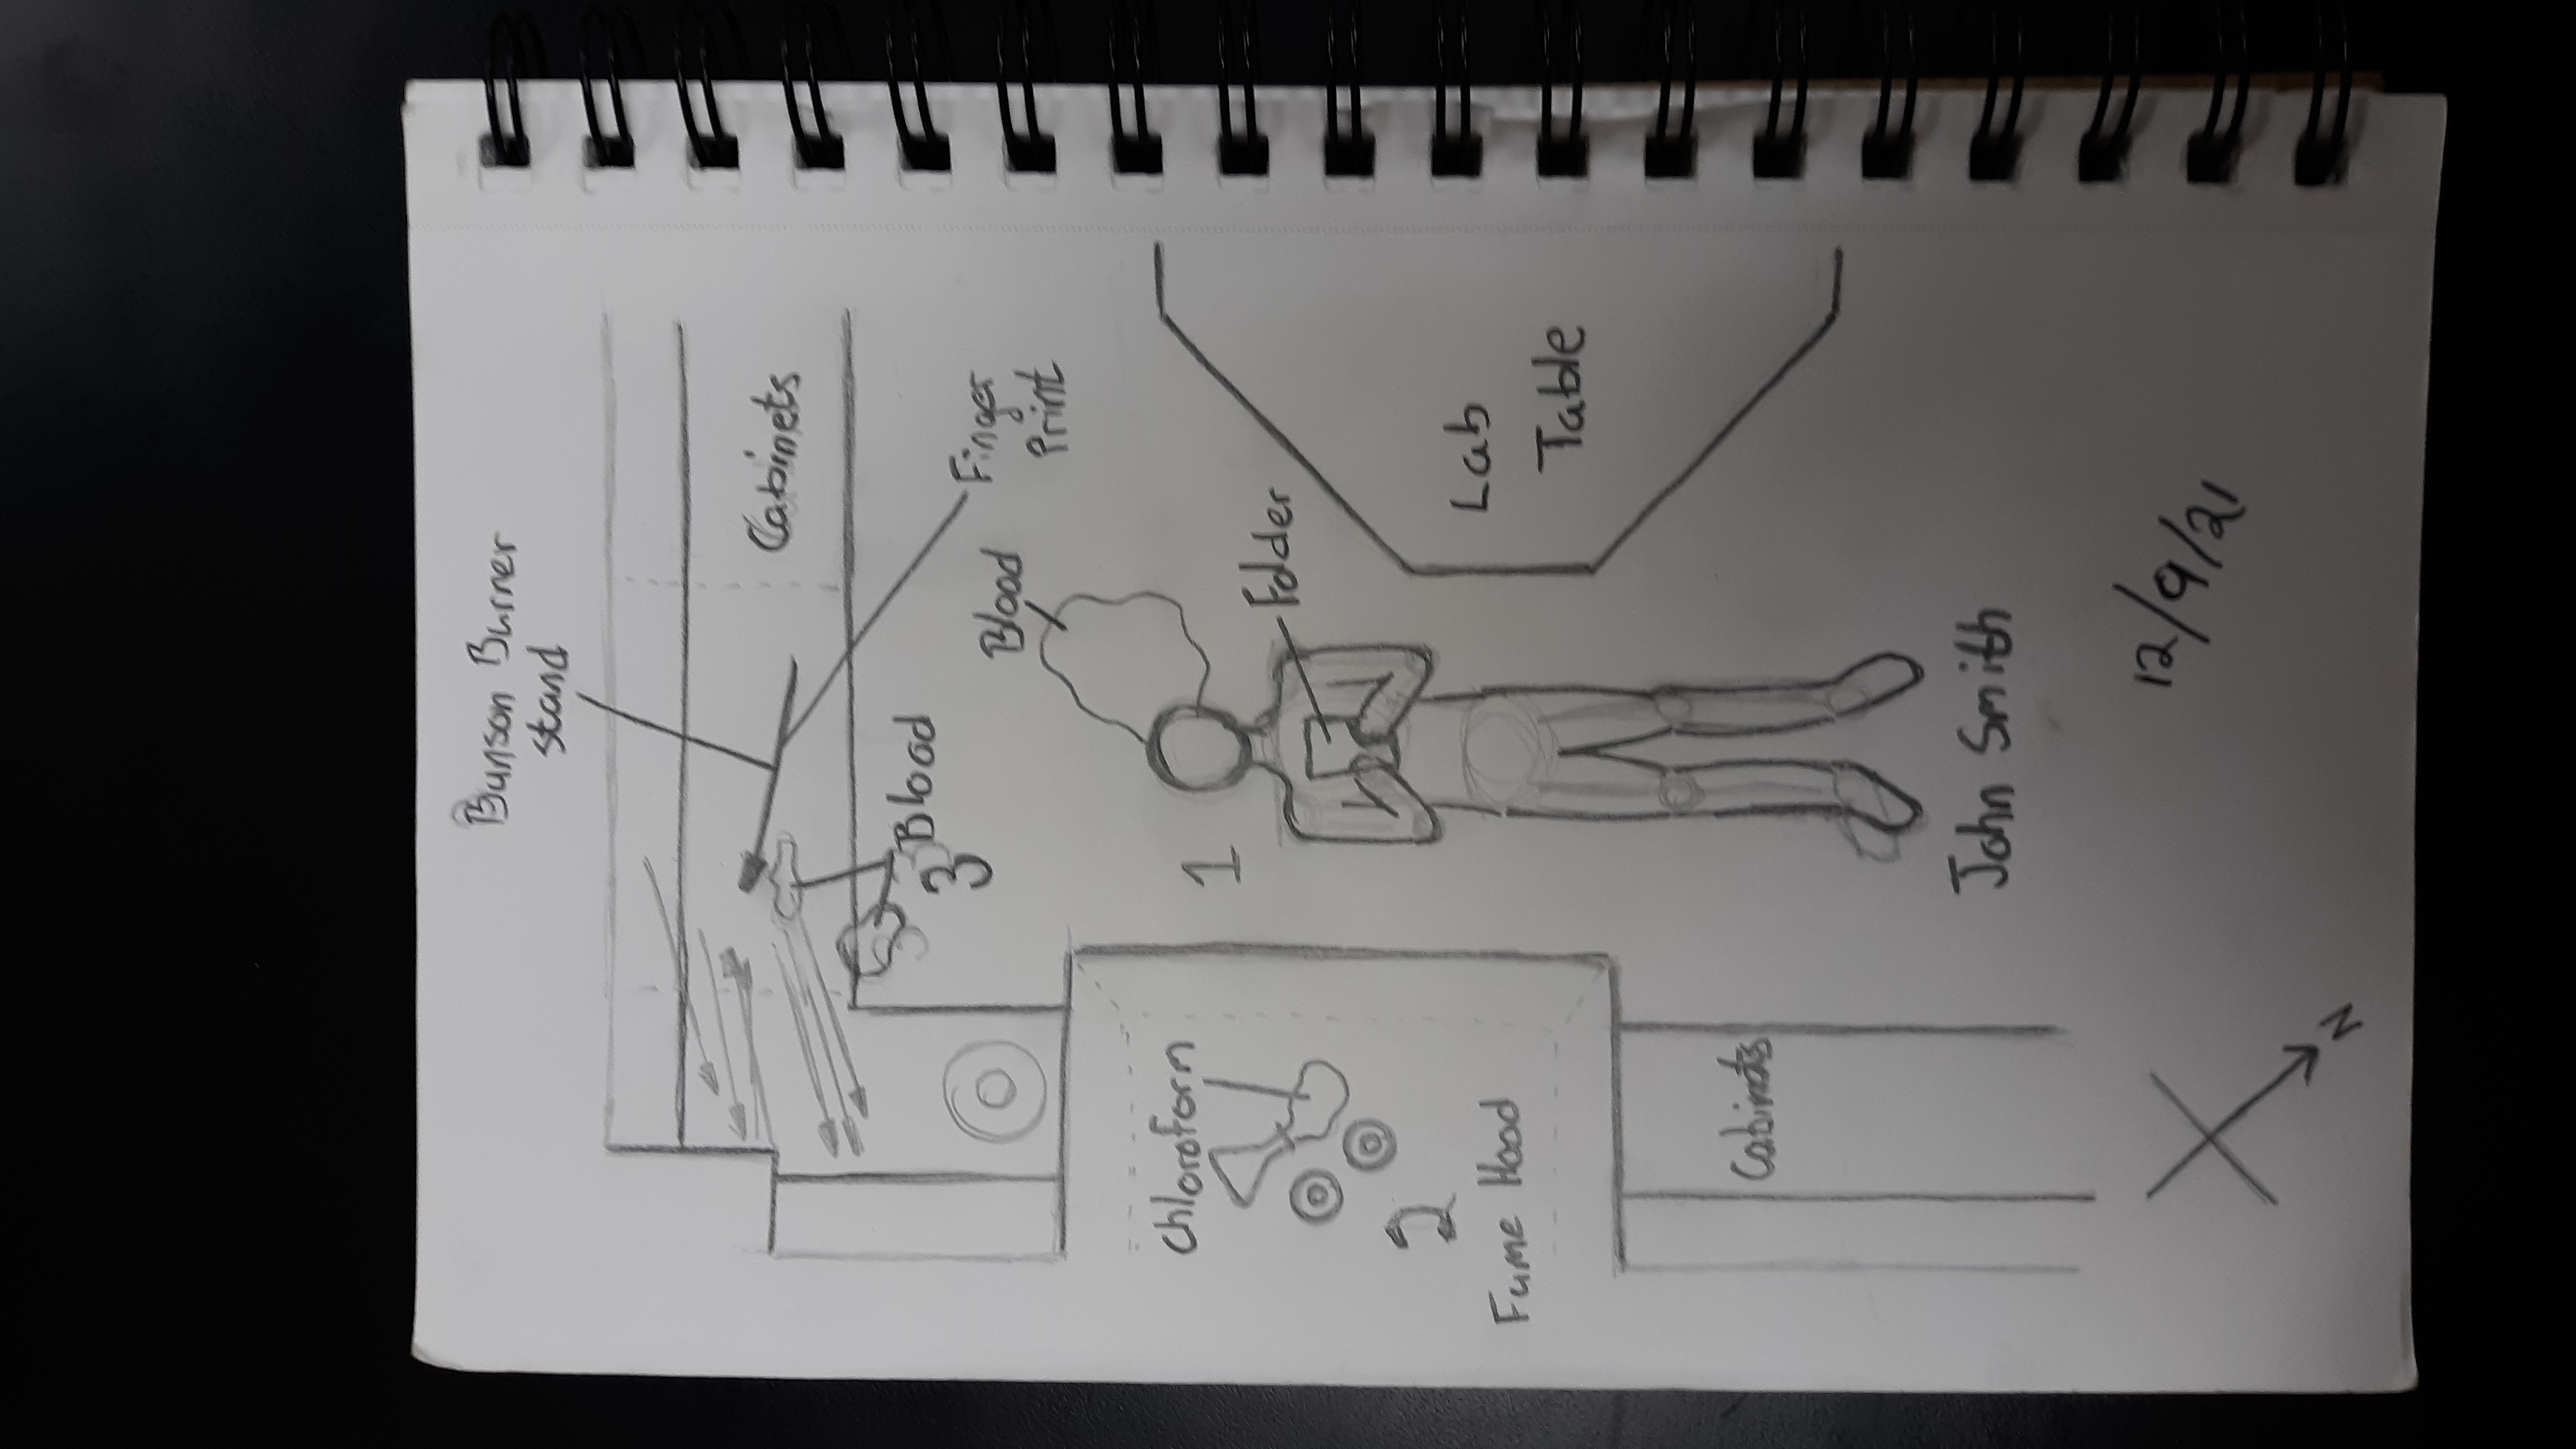 Bunson Burner
stand
Cabinets
Blood
3
Finger
Print
Blood
Chloroform
1
Folder
2
Fume Hood
Lab
Table
Cabinets
John Smith
12/9/21
N